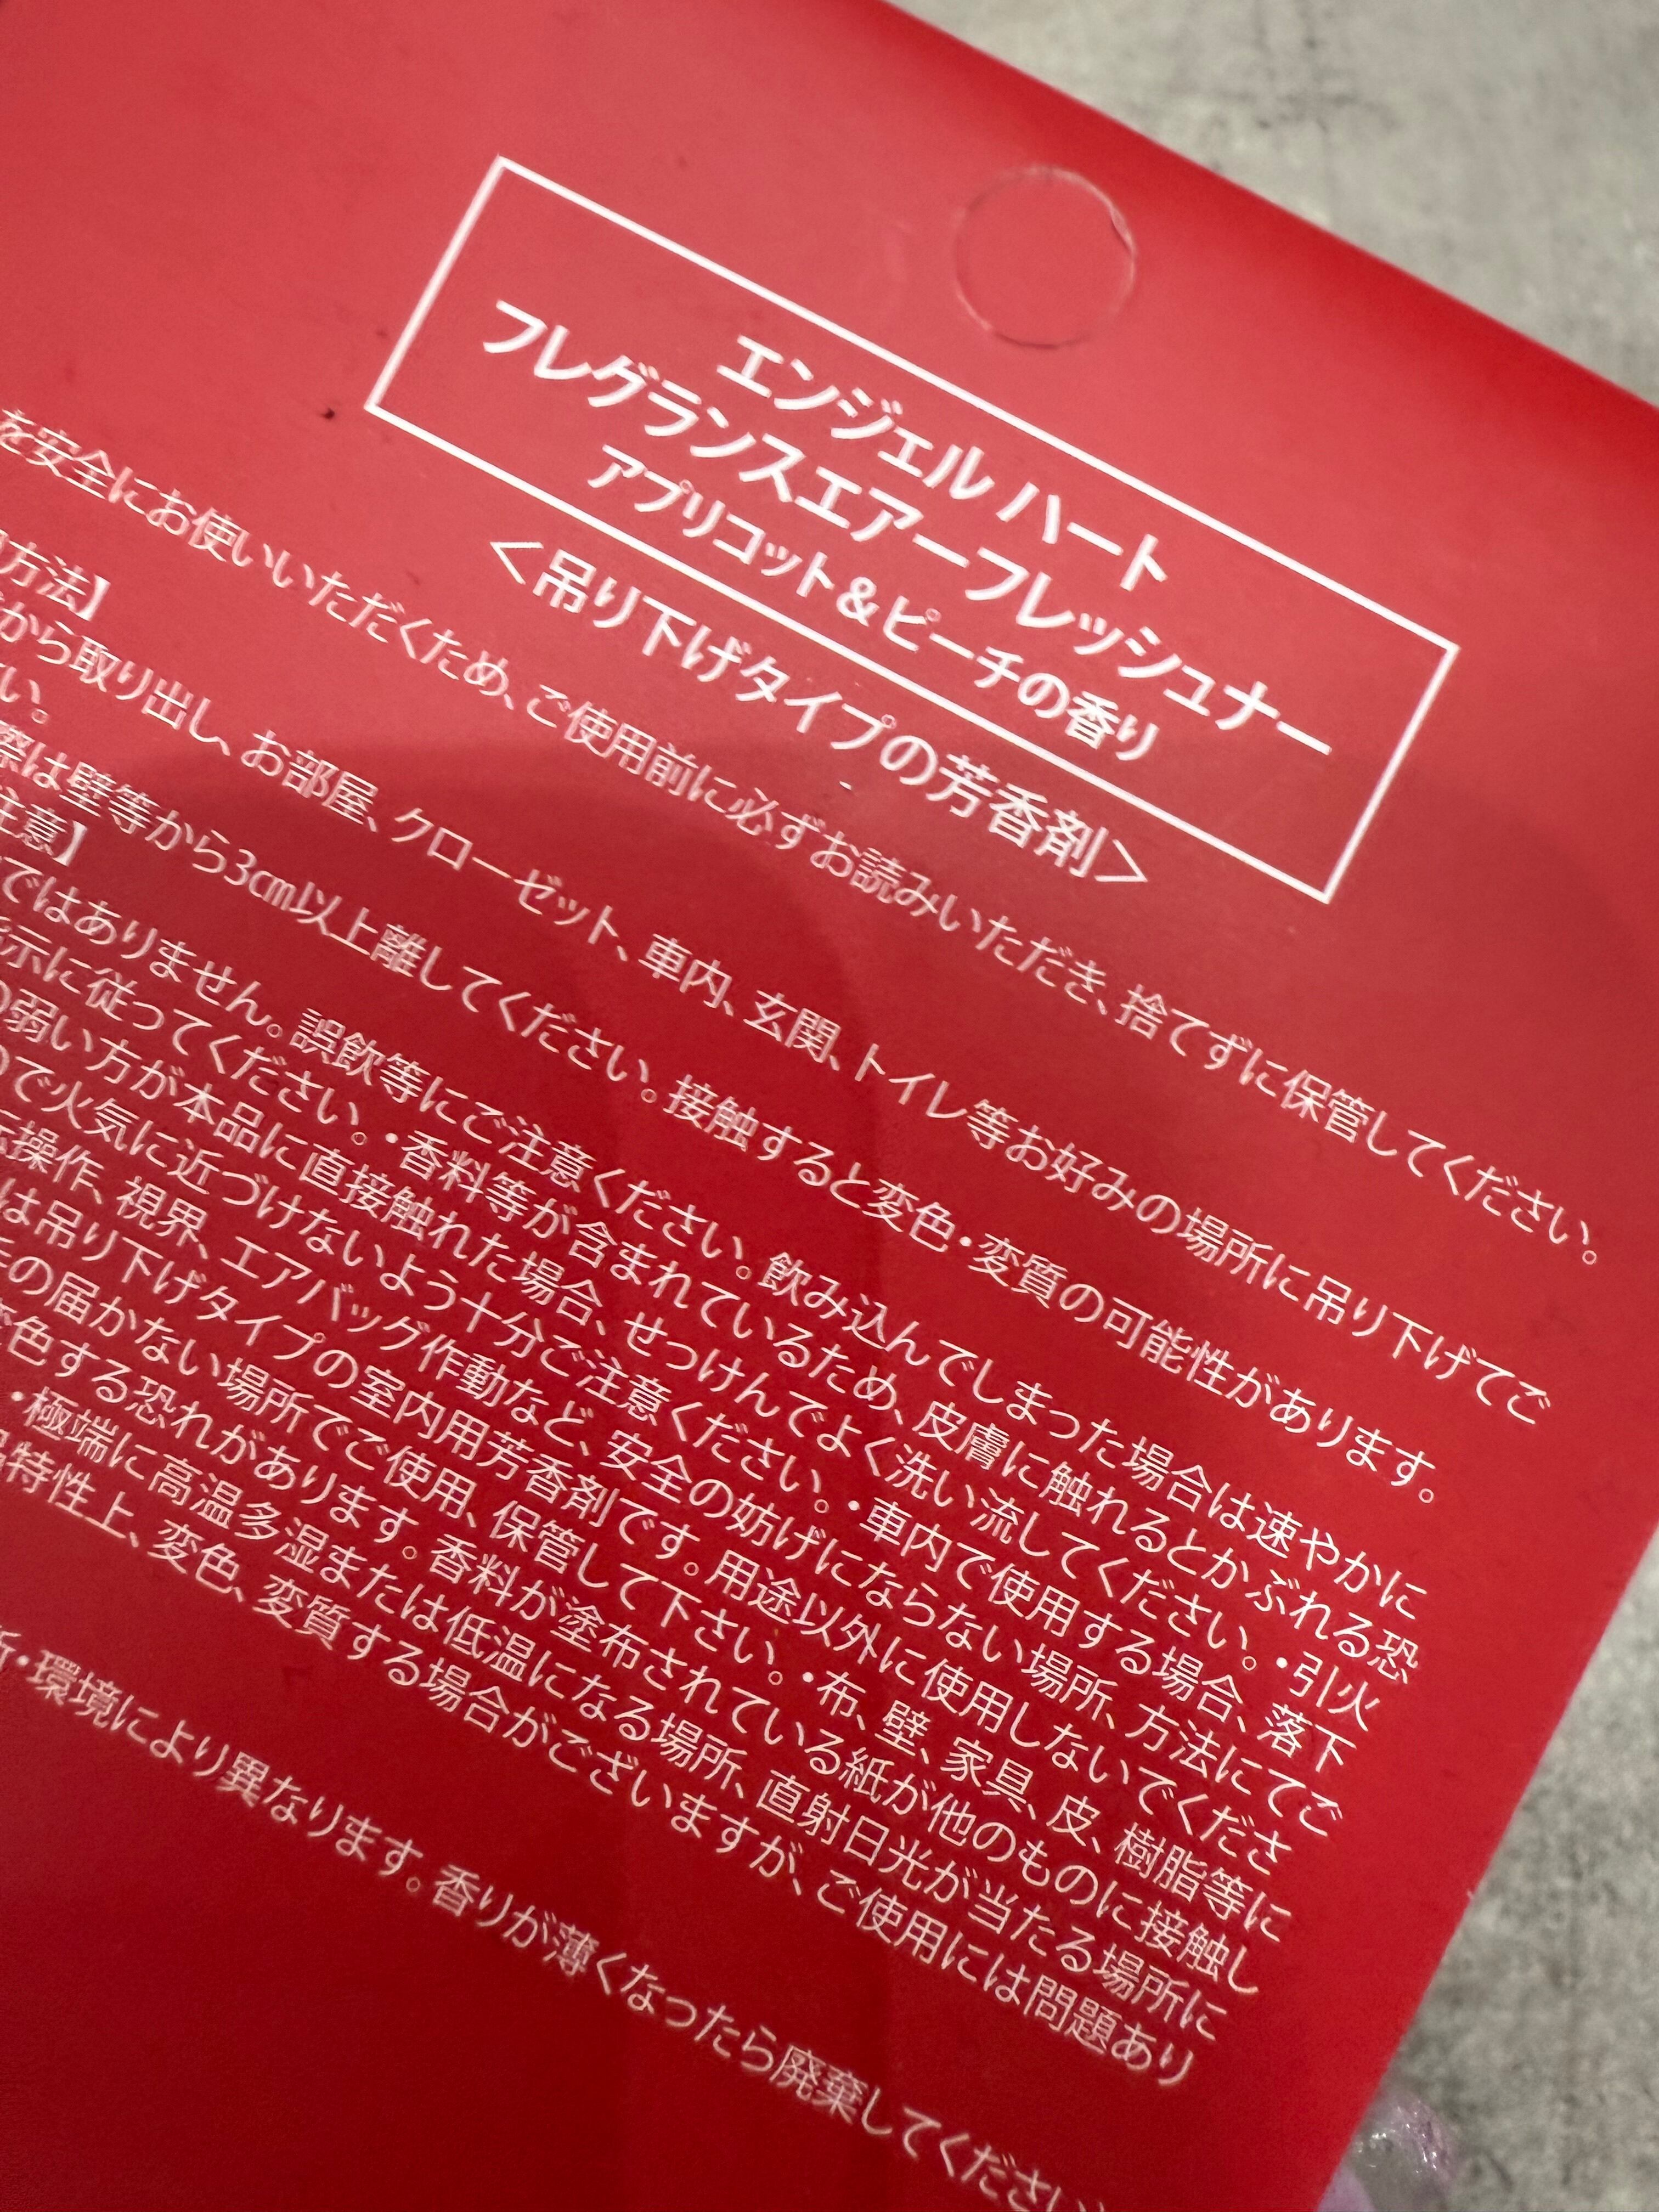 エンジェル ハート
フレグランスエアーフレッシュナー
アプリコット&ピーチの香り
<吊り下げタイプの芳香剤>
を安全にお使いいただくため、ご使用前に必ずお読みいただき、捨てずに保管してください。
方法】
から取り出し、お部屋、クローゼット、車内、玄関、トイレ等お好みの場所に吊り下げてご
い。
際は壁等から3㎝以上離してください。接触すると変色・変質の可能性があります。
注意】
ではありません。誤飲等にご注意ください。飲み込んでしまった場合は速やかに
示に従ってください。・香料等が含まれているため、皮膚に触れるとかぶれる恐
の弱い方が本品に直接触れた場合、せっけんでよく洗い流してください。・引火
ので火気に近づけないよう十分ご注意ください。・車内で使用する場合、落下
操作、視界、エアバッグ作動など、安全の妨げにならない場所、方法にてご
は吊り下げタイプの室内用芳香剤です。用途以外に使用しないでくださ
手の届かない場所でご使用、保管して下さい。・布、壁、家具、皮、樹脂等に
変色する恐れがあります。香料が塗布されている紙が他のものに接触し
・極端に高温多湿または低温になる場所、直射日光が当たる場所に
特性上、変色、変質する場合がございますが、ご使用には問題あり
・環境により異なります。香りが薄くなったら廃棄してください